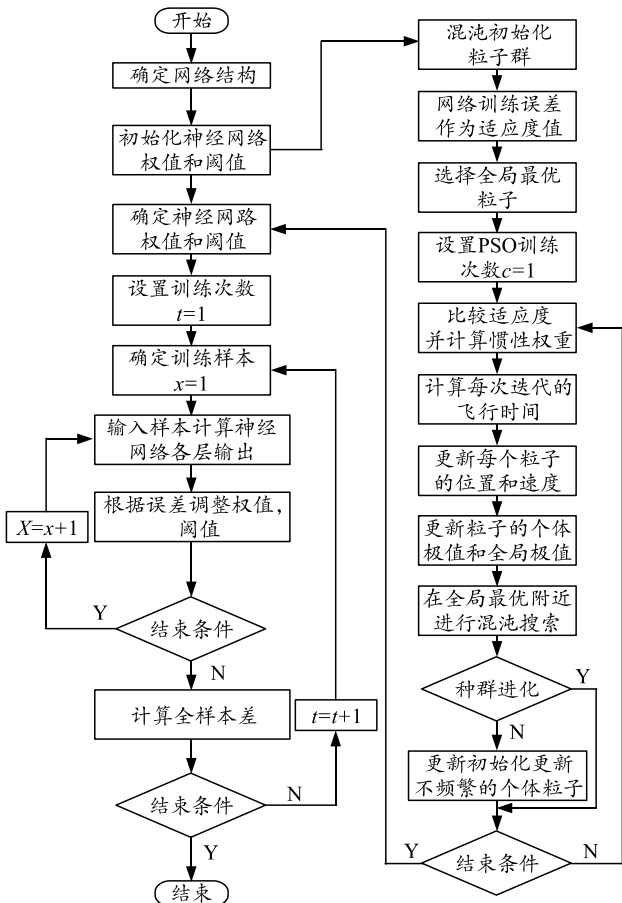 开始
确定网络结构
初始化神经网络
权值和阈值
确定神经网路
权值和阈值
设置训练次数
t=1
确定训练样本
x=1
输入样本计算神经
网络各层输出
根据误差调整权值,
阈值
X=x+1
Y
结束条件
N
计算全样本差
t=t+1
结束条件
N
Y
结束
混沌初始化
粒子群
网络训练误差
作为适应度值
选择全局最优
粒子
设置PSO训练
次数c=1
比较适应度
并计算惯性权重
计算每次迭代的
飞行时间
更新每个粒子
的位置和速度
更新粒子的个体
极值和全局极值
在全局最优附近
进行混沌搜索
种群进化
Y
N
更新初始化更新
不频繁的个体粒子
Y
结束条件
N